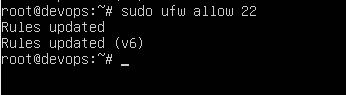 root@devops:~# sudo ufw allow 22
Rules updated
Rules updated (v6)
root@devops:~# _